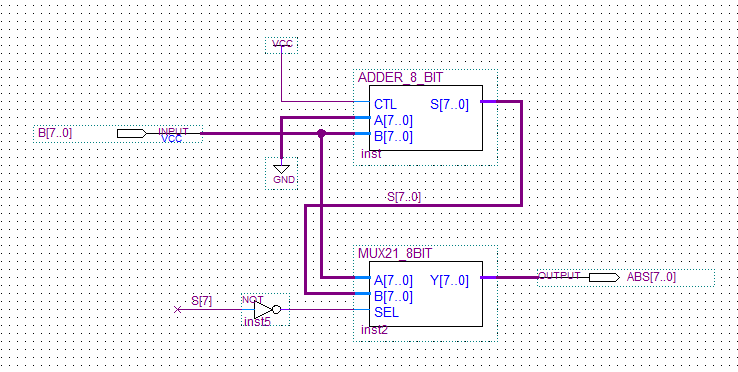 VCC
ADDER_8_BIT
CTL S[7..0]
A[7..0]
B[7..0]
inst
B[7..0] INPUT
VCC
GND
S[7..0]
MUX21_8BIT
A[7..0] Y[7..0]
B[7..0]
SEL
inst2
OUTPUT ABS[7..0]
S[7] NOT
inst5